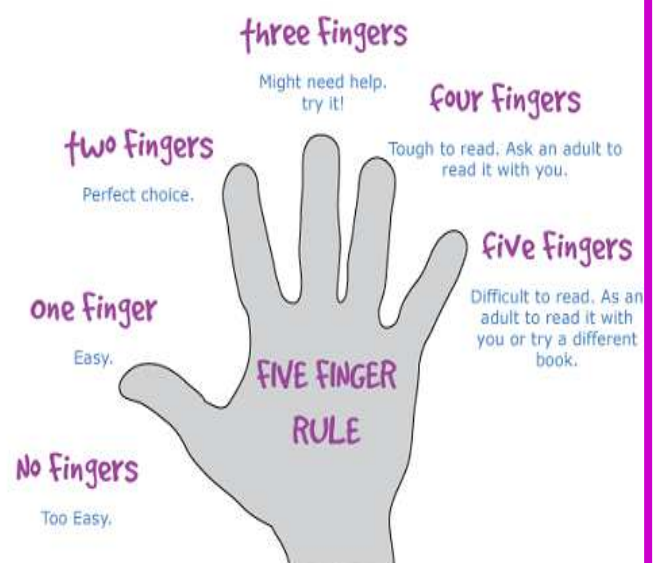 three fingers
Might need help.
try it!
four fingers
Tough to read. Ask an adult to
read it with you.
two fingers
Perfect choice.
five fingers
Difficult to read. As an
adult to read it with
you or try a different
book.
one finger
Easy.
FIVE FINGER
RULE
No fingers
Too Easy.